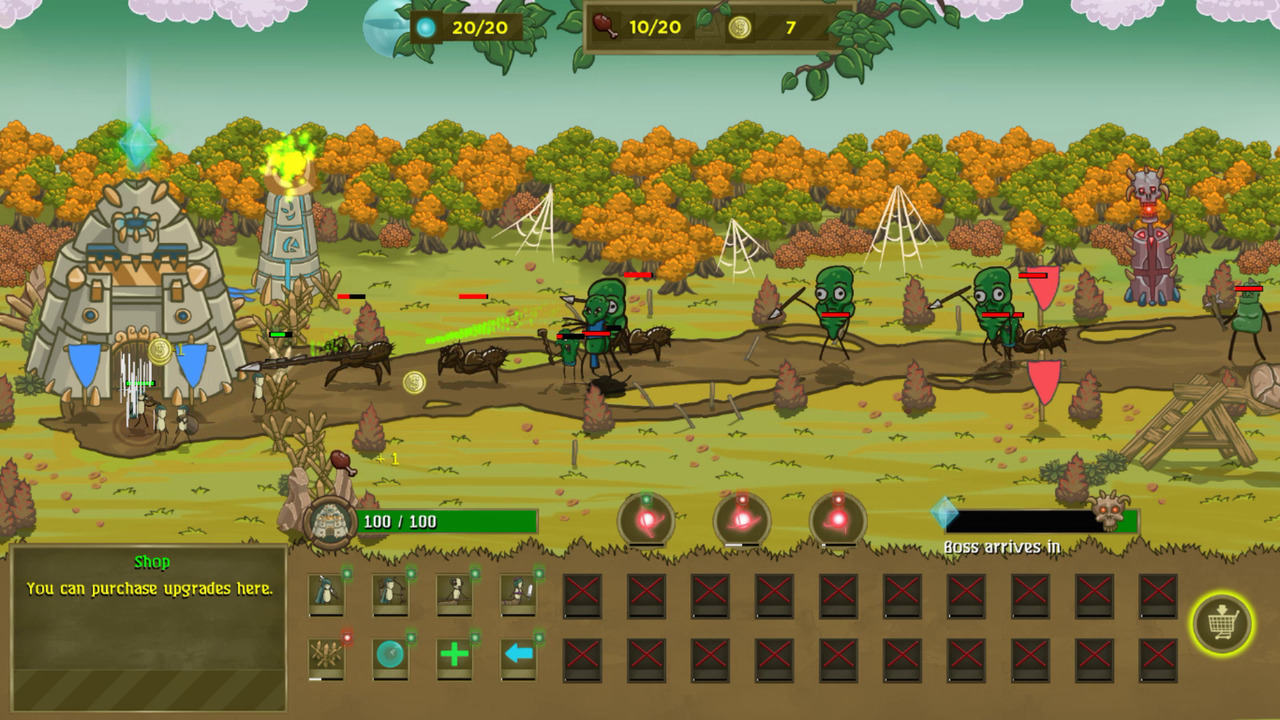 20/20
10/20
7
1
+ 1
100 / 100
Boss arrives in
Shop
You can purchase upgrades here.